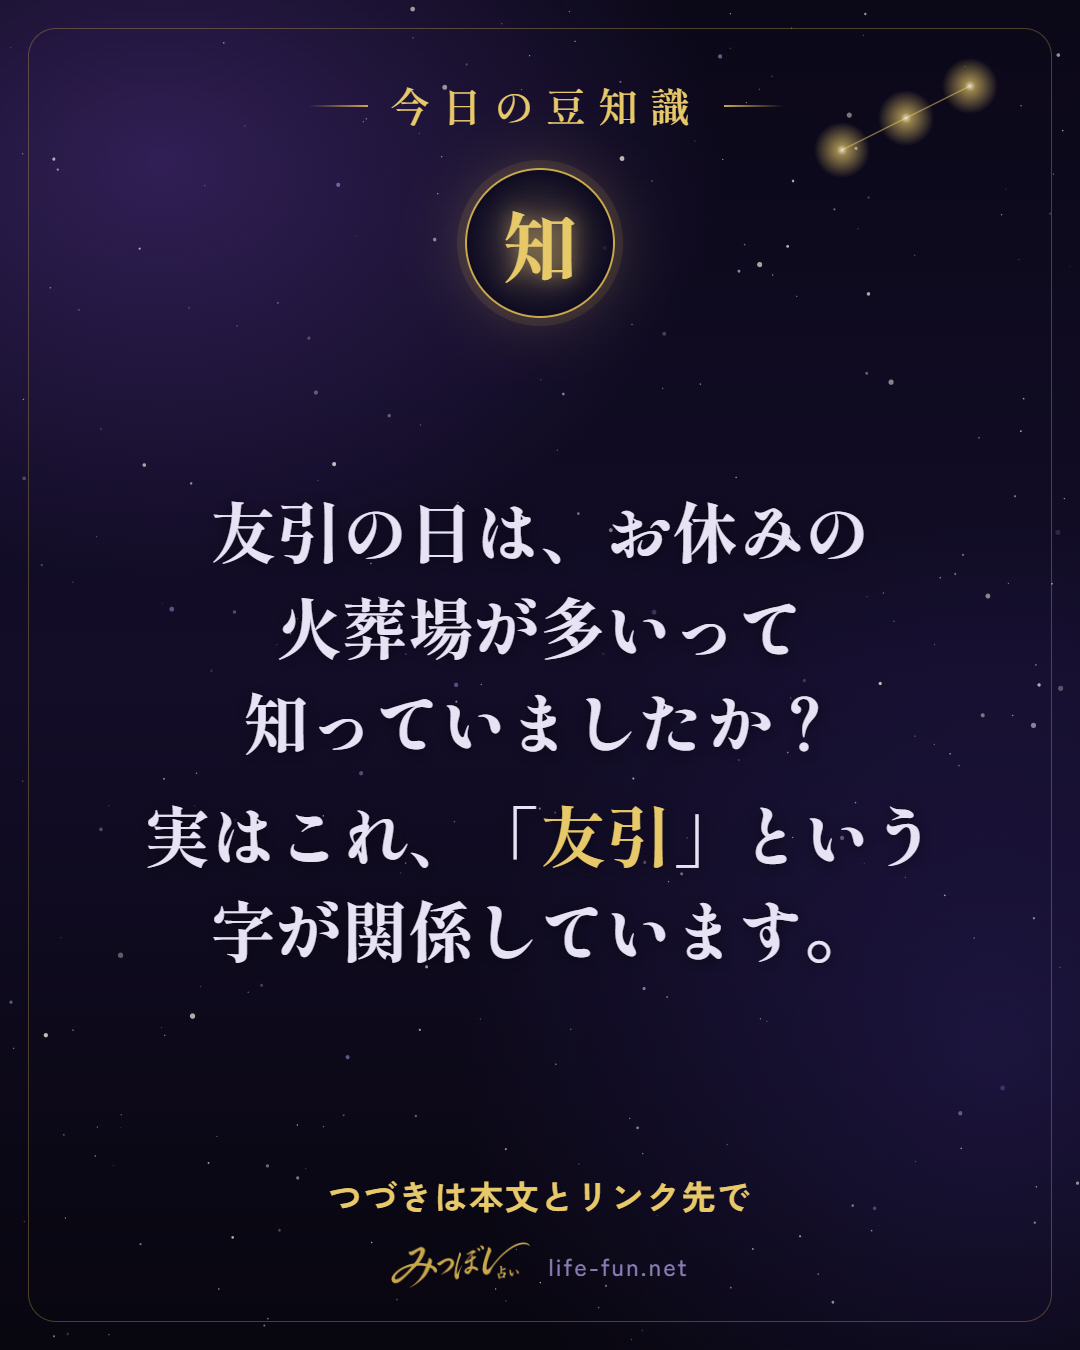 今日の豆知識
知
友引の日は、お休みの
火葬場が多いって
知っていましたか？
実はこれ、「友引」という
字が関係しています。
つづきは本文とリンク先で
みつぼし占い life-fun.net